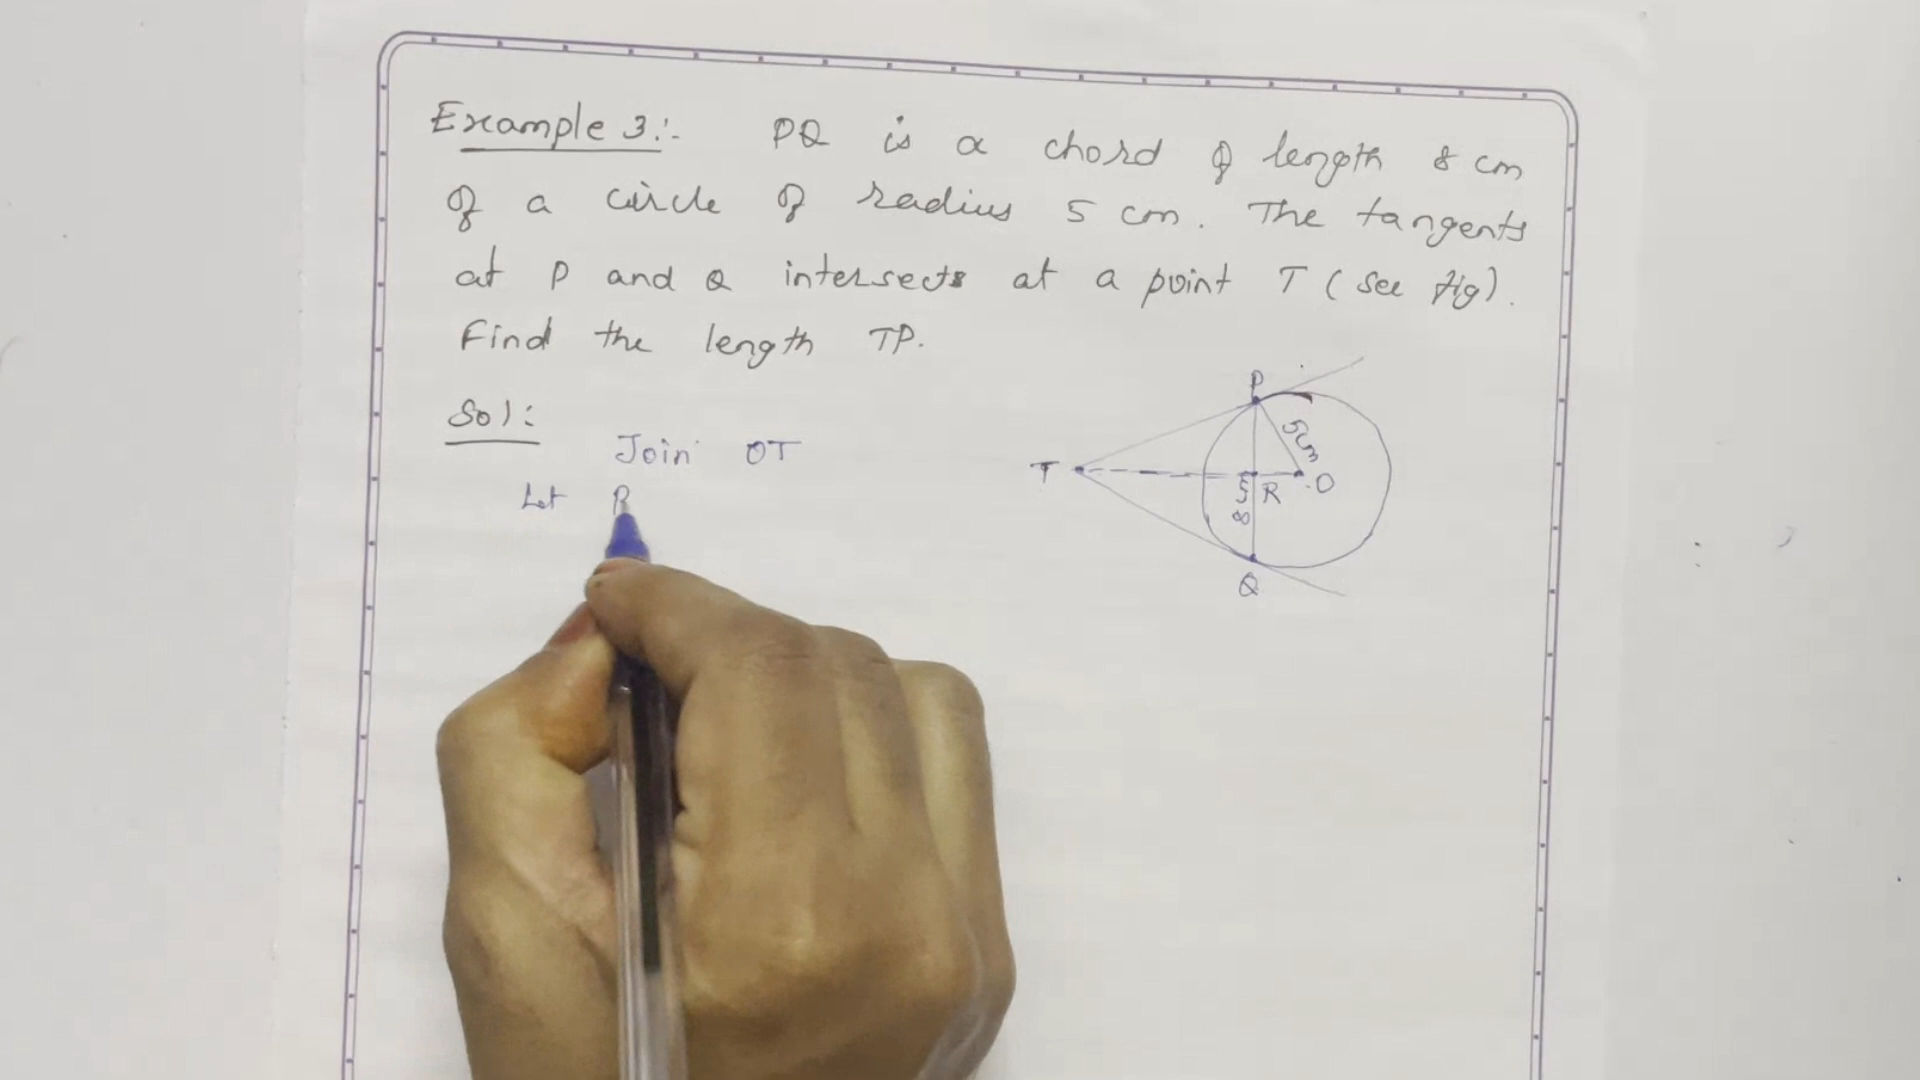 Example 3:- PQ is a chord of length 8 cm
of a circle of radius 5 cm. The tangents
at P and Q intersects at a point T (see fig).
Find the length TP.
Sol:
Join OT
Let R
P
5cm
T
R
O
8
Q